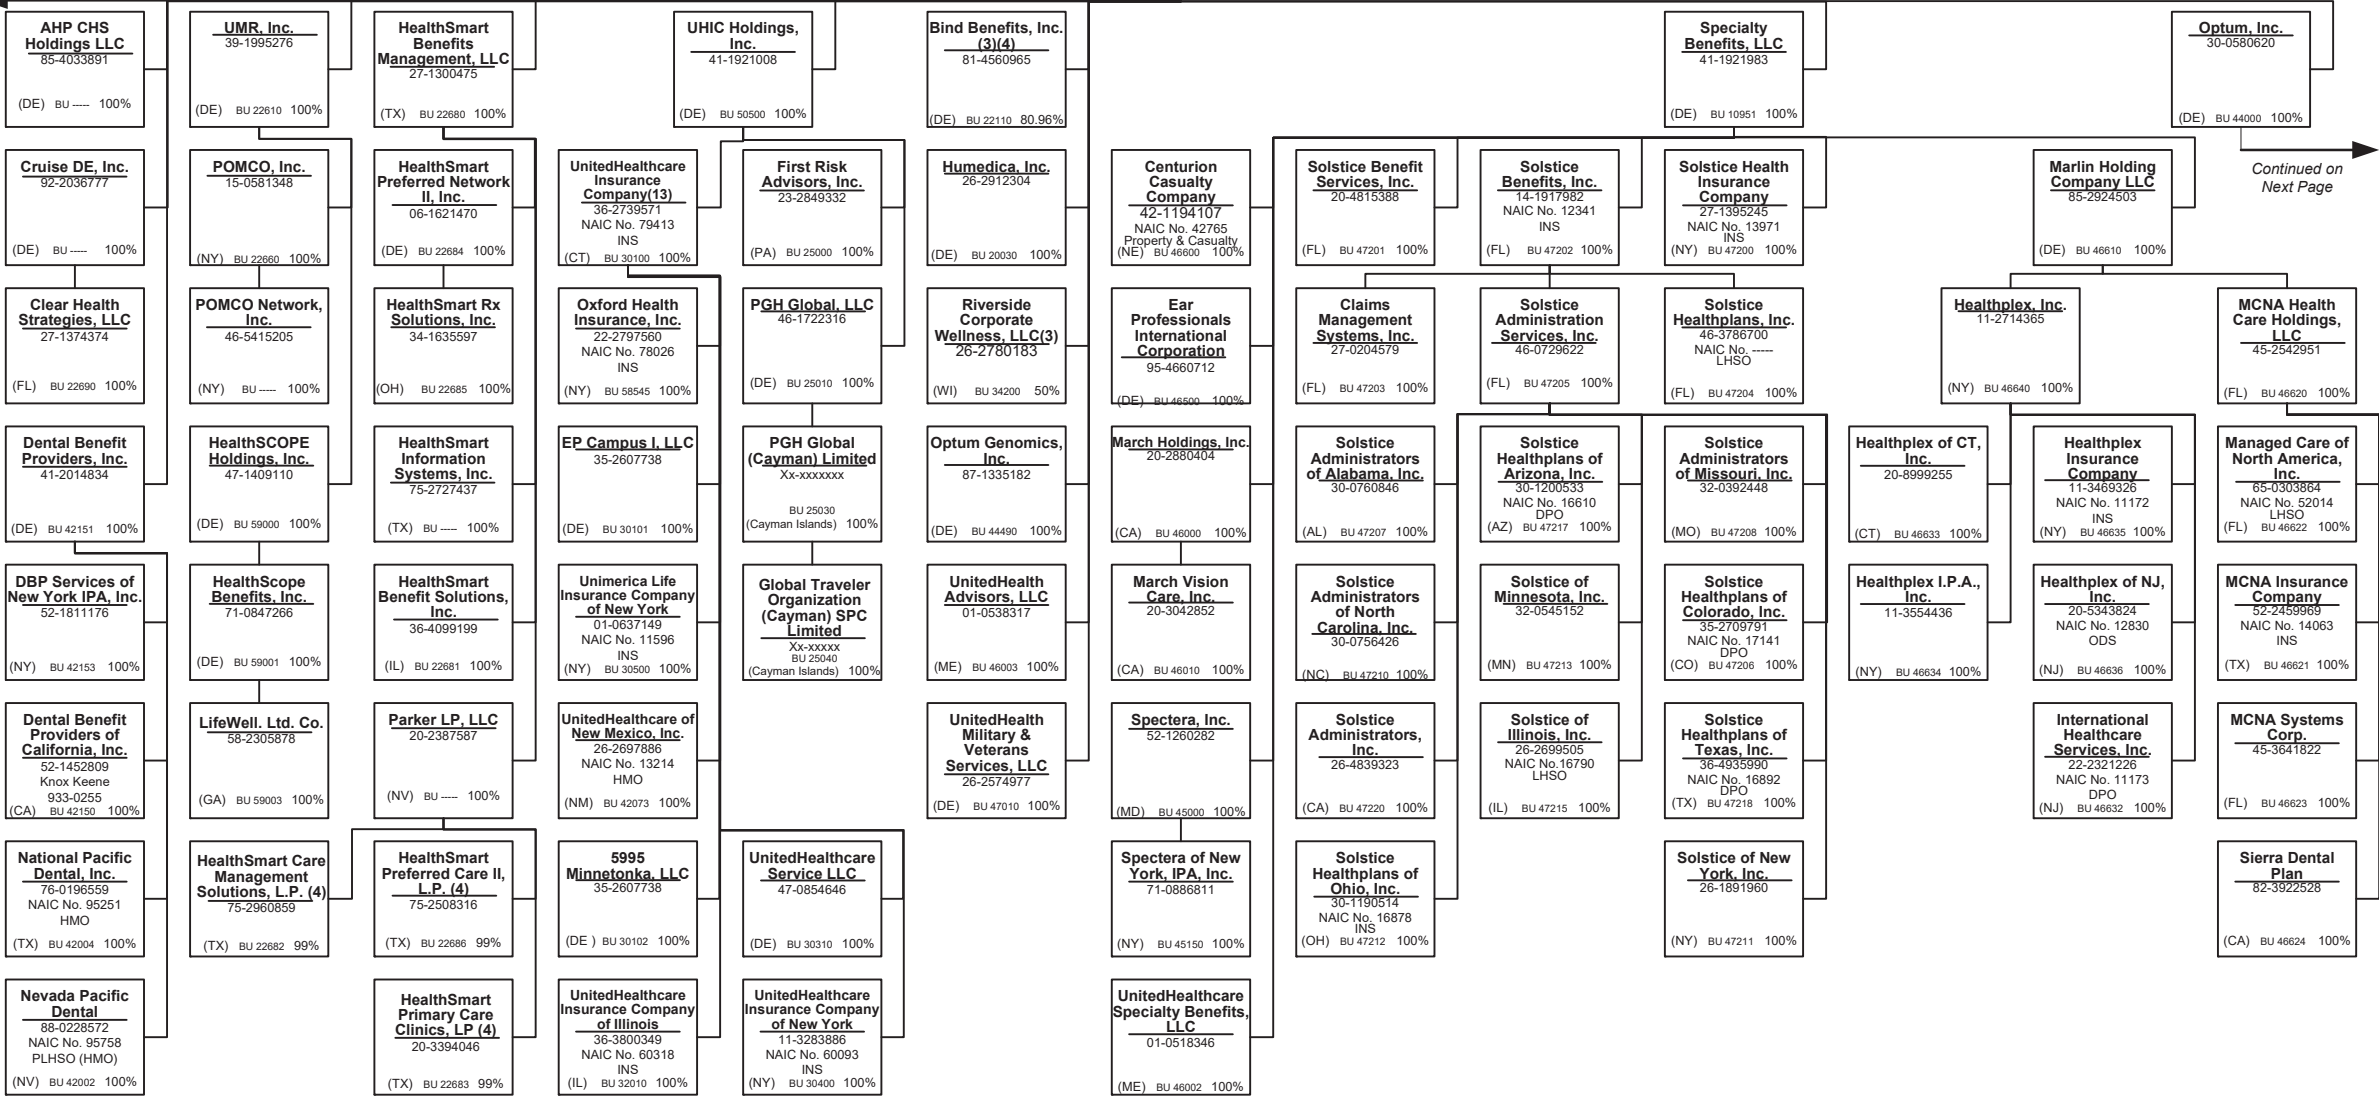 AHP CHS
Holdings LLC
85-4033891
(DE) BU ----- 100%
UMR, Inc.
39-1995276
(DE) BU 22610 100%
HealthSmart
Benefits
Management, LLC
27-1300475
(TX) BU 22680 100%
UHIC Holdings,
Inc.
41-1921008
(DE) BU 50500 100%
Bind Benefits, Inc.
(3)(4)
81-4560965
(DE) BU 22110 80.96%
Specialty
Benefits, LLC
41-1921983
(DE) BU 10951 100%
Optum, Inc.
30-0580620
(DE) BU 44000 100%
Continued on
Next Page
Cruise DE, Inc.
92-2036777
(DE) BU ----- 100%
POMCO, Inc.
15-0581348
(NY) BU 22660 100%
HealthSmart
Preferred Network
II, Inc.
06-1621470
(DE) BU 22684 100%
UnitedHealthcare
Insurance
Company(13)
36-2739571
NAIC No. 79413
INS
(CT) BU 30100 100%
First Risk
Advisors, Inc.
23-2849332
(PA) BU 25000 100%
Humedica, Inc.
26-2912304
(DE) BU 20030 100%
Centurion
Casualty
Company
42-1194107
NAIC No. 42765
Property & Casualty
(NE) BU 46600 100%
Solstice Benefit
Services, Inc.
20-4815388
(FL) BU 47201 100%
Solstice
Benefits, Inc.
14-1917982
NAIC No. 12341
INS
(FL) BU 47202 100%
Solstice Health
Insurance
Company
27-1395245
NAIC No. 13971
INS
(NY) BU 47200 100%
Marlin Holding
Company LLC
85-2924503
(DE) BU 46610 100%
Clear Health
Strategies, LLC
27-1374374
(FL) BU 22690 100%
POMCO Network,
Inc.
46-5415205
(NY) BU ----- 100%
HealthSmart Rx
Solutions, Inc.
34-1635597
(OH) BU 22685 100%
Oxford Health
Insurance, Inc.
22-2797560
NAIC No. 78026
INS
(NY) BU 58545 100%
PGH Global, LLC
46-1722316
(DE) BU 25010 100%
Riverside
Corporate
Wellness, LLC(3)
26-2780183
(WI) BU 34200 50%
Ear
Professionals
International
Corporation
95-4660712
(DE) BU 46500 100%
Claims
Management
Systems, Inc.
27-0204579
(FL) BU 47203 100%
Solstice
Administration
Services, Inc.
46-0729622
(FL) BU 47205 100%
Solstice
Healthplans, Inc.
46-3786700
NAIC No. -----
LHSO
(FL) BU 47204 100%
Healthplex, Inc.
11-2714365
(NY) BU 46640 100%
MCNA Health
Care Holdings,
LLC
45-2542951
(FL) BU 46620 100%
Dental Benefit
Providers, Inc.
41-2014834
(DE) BU 42151 100%
HealthSCOPE
Holdings, Inc.
47-1409110
(DE) BU 59000 100%
HealthSmart
Information
Systems, Inc.
75-2727437
(TX) BU ----- 100%
EP Campus I, LLC
35-2607738
(DE) BU 30101 100%
PGH Global
(Cayman) Limited
Xx-xxxxxxx
BU 25030
(Cayman Islands) 100%
Optum Genomics,
Inc.
87-1335182
(DE) BU 44490 100%
March Holdings, Inc.
20-2880404
(CA) BU 46000 100%
Solstice
Administrators
of Alabama, Inc.
30-0760846
(AL) BU 47207 100%
Solstice
Healthplans of
Arizona, Inc.
30-1200533
NAIC No. 16610
DPO
(AZ) BU 47217 100%
Solstice
Administrators
of Missouri, Inc.
32-0392448
(MO) BU 47208 100%
Healthplex of CT,
Inc.
20-8999255
(CT) BU 46633 100%
Healthplex
Insurance
Company
11-3469326
NAIC No. 11172
INS
(NY) BU 46635 100%
Managed Care of
North America,
Inc.
65-0303864
NAIC No. 52014
LHSO
(FL) BU 46622 100%
DBP Services of
New York IPA, Inc.
52-1811176
(NY) BU 42153 100%
HealthScope
Benefits, Inc.
71-0847266
(DE) BU 59001 100%
HealthSmart
Benefit Solutions,
Inc.
36-4099199
(IL) BU 22681 100%
Unimerica Life
Insurance Company
of New York
01-0637149
NAIC No. 11596
INS
(NY) BU 30500 100%
Global Traveler
Organization
(Cayman) SPC
Limited
Xx-xxxxx
BU 25040
(Cayman Islands) 100%
UnitedHealth
Advisors, LLC
01-0538317
(ME) BU 46003 100%
March Vision
Care, Inc.
20-3042852
(CA) BU 46010 100%
Solstice
Administrators
of North
Carolina, Inc.
30-0756426
(NC) BU 47210 100%
Solstice of
Minnesota, Inc.
32-0545152
(MN) BU 47213 100%
Solstice
Healthplans of
Colorado, Inc.
35-2709791
NAIC No. 17141
DPO
(CO) BU 47206 100%
Healthplex I.P.A.,
Inc.
11-3554436
(NY) BU 46634 100%
Healthplex of NJ,
Inc.
20-5343824
NAIC No. 12830
ODS
(NJ) BU 46636 100%
MCNA Insurance
Company
52-2459969
NAIC No. 14063
INS
(TX) BU 46621 100%
Dental Benefit
Providers of
California, Inc.
52-1452809
Knox Keene
933-0255
(CA) BU 42150 100%
LifeWell. Ltd. Co.
58-2305878
(GA) BU 59003 100%
Parker LP, LLC
20-2387587
(NV) BU ----- 100%
UnitedHealthcare of
New Mexico, Inc.
26-2697886
NAIC No. 13214
HMO
(NM) BU 42073 100%
UnitedHealth
Military &
Veterans
Services, LLC
26-2574977
(DE) BU 47010 100%
Spectera, Inc.
52-1260282
(MD) BU 45000 100%
Solstice
Administrators,
Inc.
26-4839323
(CA) BU 47220 100%
Solstice of
Illinois, Inc.
26-2699505
NAIC No.16790
LHSO
(IL) BU 47215 100%
Solstice
Healthplans of
Texas, Inc.
36-4935990
NAIC No. 16892
DPO
(TX) BU 47218 100%
International
Healthcare
Services, Inc.
22-2321226
NAIC No. 11173
DPO
(NJ) BU 46632 100%
MCNA Systems
Corp.
45-3641822
(FL) BU 46623 100%
National Pacific
Dental, Inc.
76-0196559
NAIC No. 95251
HMO
(TX) BU 42004 100%
HealthSmart Care
Management
Solutions, L.P. (4)
75-2960859
(TX) BU 22682 99%
HealthSmart
Preferred Care II,
L.P. (4)
75-2508316
(TX) BU 22686 99%
5995
Minnetonka, LLC
35-2607738
(DE ) BU 30102 100%
UnitedHealthcare
Service LLC
47-0854646
(DE) BU 30310 100%
Spectera of New
York, IPA, Inc.
71-0886811
(NY) BU 45150 100%
Solstice
Healthplans of
Ohio, Inc.
30-1190514
NAIC No. 16878
INS
(OH) BU 47212 100%
Solstice of New
York, Inc.
26-1891960
(NY) BU 47211 100%
Sierra Dental
Plan
82-3922528
(CA) BU 46624 100%
Nevada Pacific
Dental
88-0228572
NAIC No. 95758
PLHSO (HMO)
(NV) BU 42002 100%
HealthSmart
Primary Care
Clinics, LP (4)
20-3394046
(TX) BU 22683 99%
UnitedHealthcare
Insurance Company
of Illinois
36-3800349
NAIC No. 60318
INS
(IL) BU 32010 100%
UnitedHealthcare
Insurance Company
of New York
11-3283886
NAIC No. 60093
INS
(NY) BU 30400 100%
UnitedHealthcare
Specialty Benefits,
LLC
01-0518346
(ME) BU 46002 100%